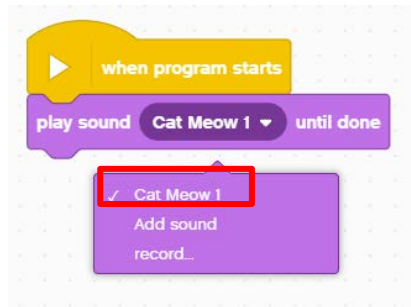 when program starts
play sound Cat Meow 1 until done
✓ Cat Meow 1
Add sound
record...